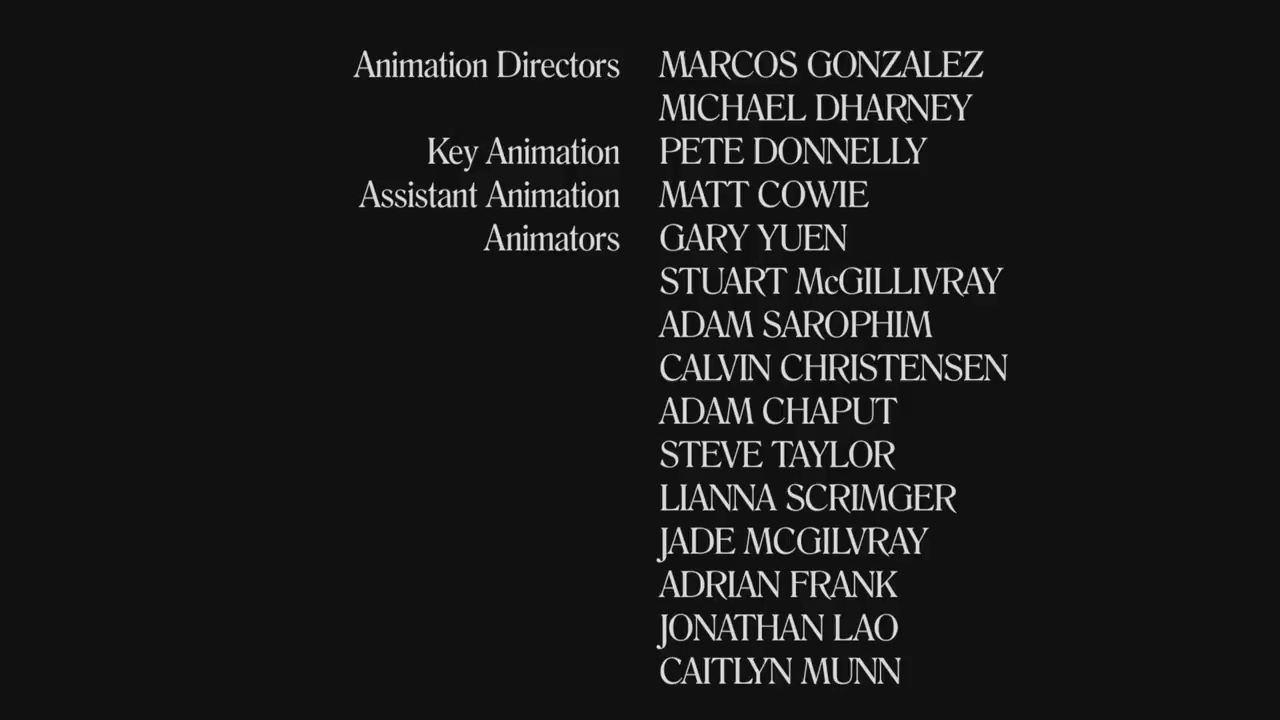 Animation Directors MARCOS GONZALEZ
MICHAEL DHARNEY
Key Animation PETE DONNELLY
Assistant Animation MATT COWIE
Animators GARY YUEN
STUART McGILLIVRAY
ADAM SAROPHIM
CALVIN CHRISTENSEN
ADAM CHAPUT
STEVE TAYLOR
LIANNA SCRIMGER
JADE MCGILVRAY
ADRIAN FRANK
JONATHAN LAO
CAITLYN MUNN